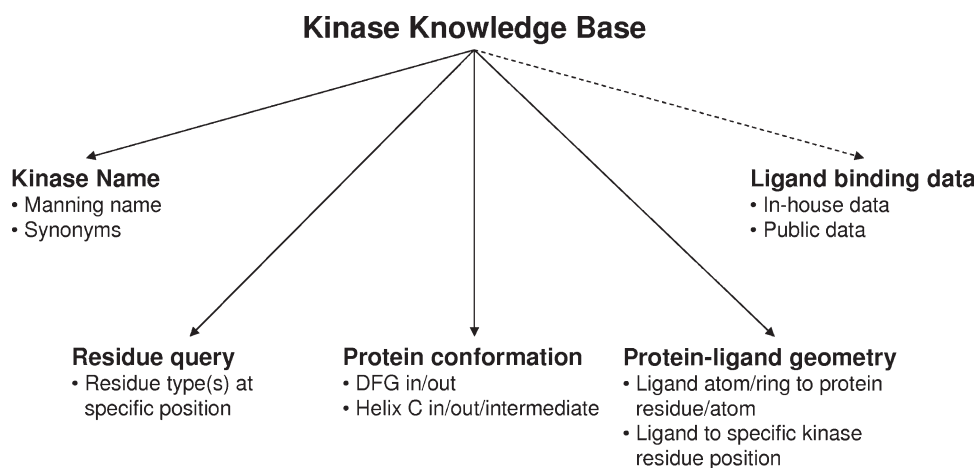 Kinase Knowledge Base
Kinase Name
• Manning name
• Synonyms
Ligand binding data
• In-house data
• Public data
Residue query
• Residue type(s) at
specific position
Protein conformation
• DFG in/out
• Helix C in/out/intermediate
Protein-ligand geometry
• Ligand atom/ring to protein
residue/atom
• Ligand to specific kinase
residue position